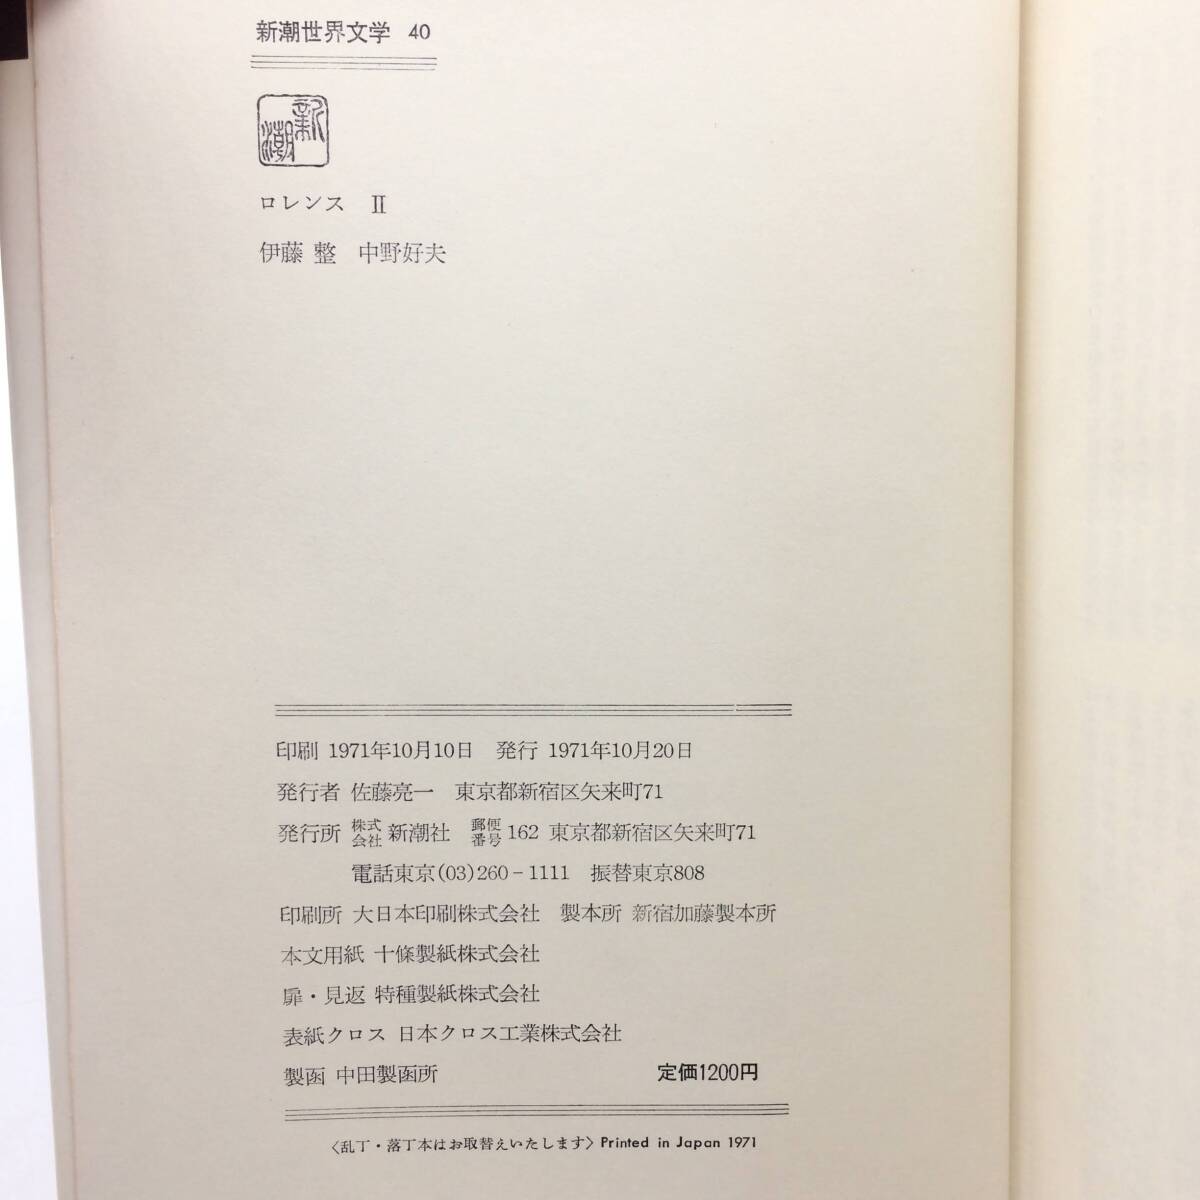 新潮世界文学 40
新潮
ロレンス Ⅱ
伊藤 整 中野好夫
印刷 1971年10月10日 発行 1971年10月20日
発行者 佐藤亮一 東京都新宿区矢来町71
発行所 株式会社 新潮社 郵便番号 162 東京都新宿区矢来町71
電話東京(03)260-1111 振替東京808
印刷所 大日本印刷株式会社 製本所 新宿加藤製本所
本文用紙 十條製紙株式会社
扉・見返 特種製紙株式会社
表紙クロス 日本クロス工業株式会社
製函 中田製函所 定価1200円
〈乱丁・落丁本はお取替えいたします〉 Printed in Japan 1971